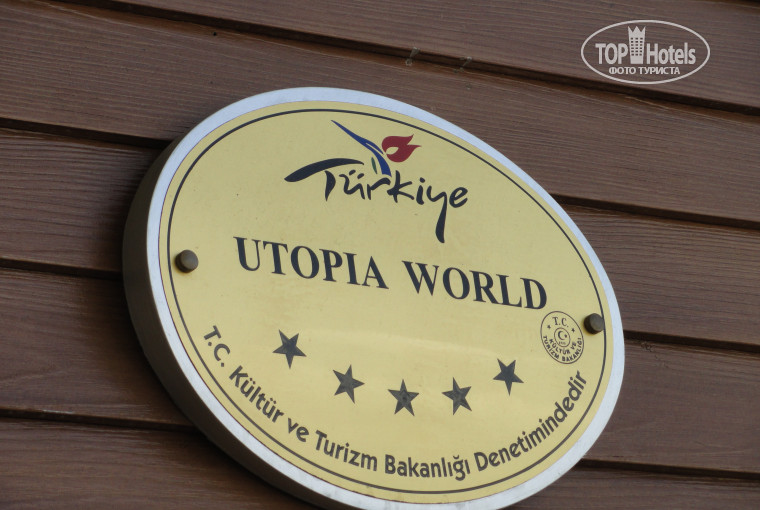 TOP Hotels
ФОТО ТУРИСТА
Türkiye
UTOPIA WORLD
T.C.
KÜLTÜR VE
TURİZM BAKANLIĞI
T.C. Kültür ve Turizm Bakanlığı Denetimindedir